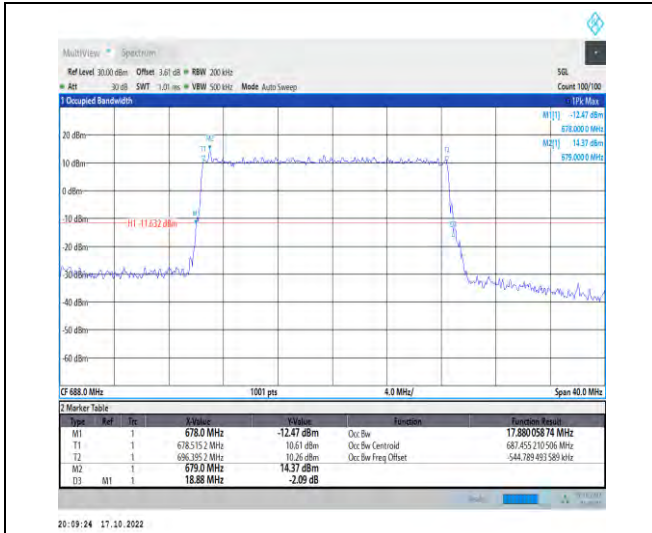 MultiView Spectrum
Ref Level 30.00 dBm Offset 3.61 dB RBW 200 kHz SGL
Att 30 dB SWT 1.01 ms VBW 500 kHz Mode Auto Sweep Count 100/100
1 Occupied Bandwidth 1Pk Max
M1[1] -12.47 dBm
678.000 0 MHz
M2[1] 14.37 dBm
679.000 0 MHz
20 dBm
M2
T1
T2
10 dBm
0 dBm
-10 dBm
M1
H1 -11.632 dBm
-20 dBm
-30 dBm
-40 dBm
-50 dBm
-60 dBm
CF 688.0 MHz 1001 pts 4.0 MHz/ Span 40.0 MHz
2 Marker Table
Type Ref Trc X-Value Y-Value Function Function Result
M1 1 678.0 MHz -12.47 dBm Occ Bw 17.880 058 74 MHz
T1 1 678.515 2 MHz 10.61 dBm Occ Bw Centroid 687.455 210 506 MHz
T2 1 696.395 2 MHz 10.26 dBm Occ Bw Freq Offset -544.789 493 589 kHz
M2 1 679.0 MHz 14.37 dBm
D3 M1 1 18.88 MHz -2.09 dB
20:09:24 17.10.2022